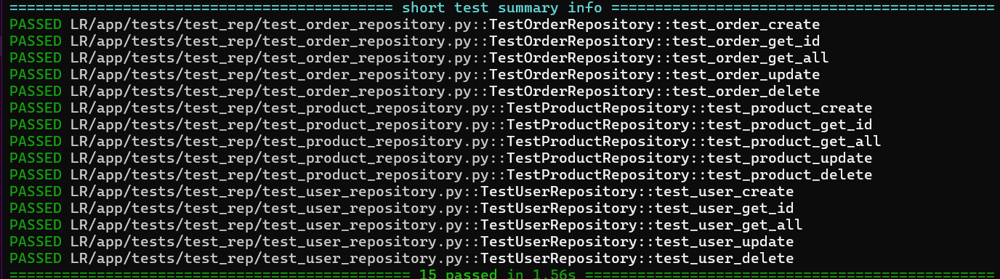 ============================================ short test summary info ============================================
PASSED LR/app/tests/test_rep/test_order_repository.py::TestOrderRepository::test_order_create
PASSED LR/app/tests/test_rep/test_order_repository.py::TestOrderRepository::test_order_get_id
PASSED LR/app/tests/test_rep/test_order_repository.py::TestOrderRepository::test_order_get_all
PASSED LR/app/tests/test_rep/test_order_repository.py::TestOrderRepository::test_order_update
PASSED LR/app/tests/test_rep/test_order_repository.py::TestOrderRepository::test_order_delete
PASSED LR/app/tests/test_rep/test_product_repository.py::TestProductRepository::test_product_create
PASSED LR/app/tests/test_rep/test_product_repository.py::TestProductRepository::test_product_get_id
PASSED LR/app/tests/test_rep/test_product_repository.py::TestProductRepository::test_product_get_all
PASSED LR/app/tests/test_rep/test_product_repository.py::TestProductRepository::test_product_update
PASSED LR/app/tests/test_rep/test_product_repository.py::TestProductRepository::test_product_delete
PASSED LR/app/tests/test_rep/test_user_repository.py::TestUserRepository::test_user_create
PASSED LR/app/tests/test_rep/test_user_repository.py::TestUserRepository::test_user_get_id
PASSED LR/app/tests/test_rep/test_user_repository.py::TestUserRepository::test_user_get_all
PASSED LR/app/tests/test_rep/test_user_repository.py::TestUserRepository::test_user_update
PASSED LR/app/tests/test_rep/test_user_repository.py::TestUserRepository::test_user_delete
============================================== 15 passed in 1.56s ===============================================